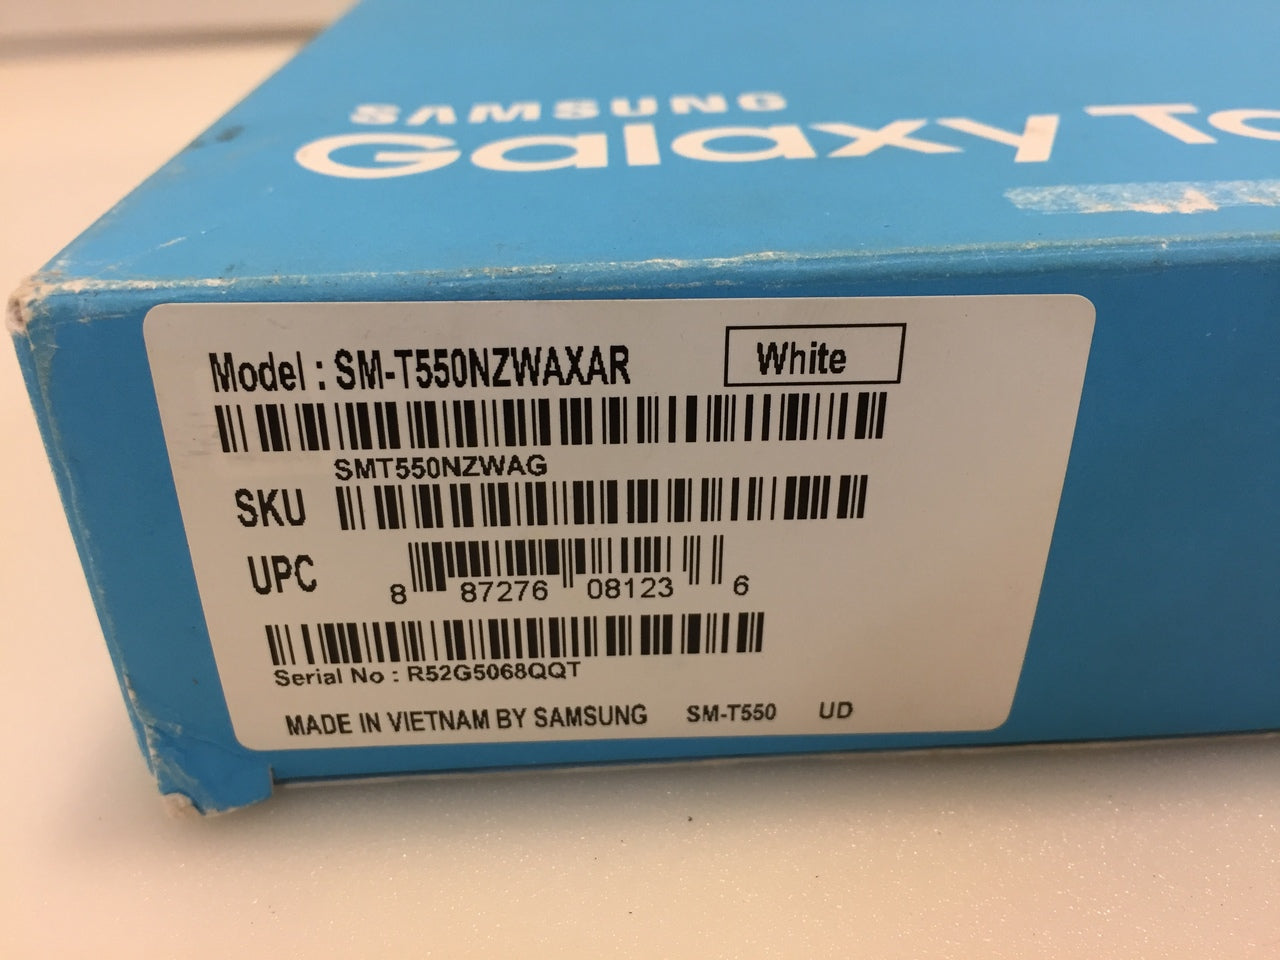 SAMSUNG
Galaxy Ta
Model : SM-T550NZWAXAR
White
SMT550NZWAG
SKU
UPC
8 87276 08123 6
Serial No : R52G5068QQT
MADE IN VIETNAM BY SAMSUNG SM-T550 UD